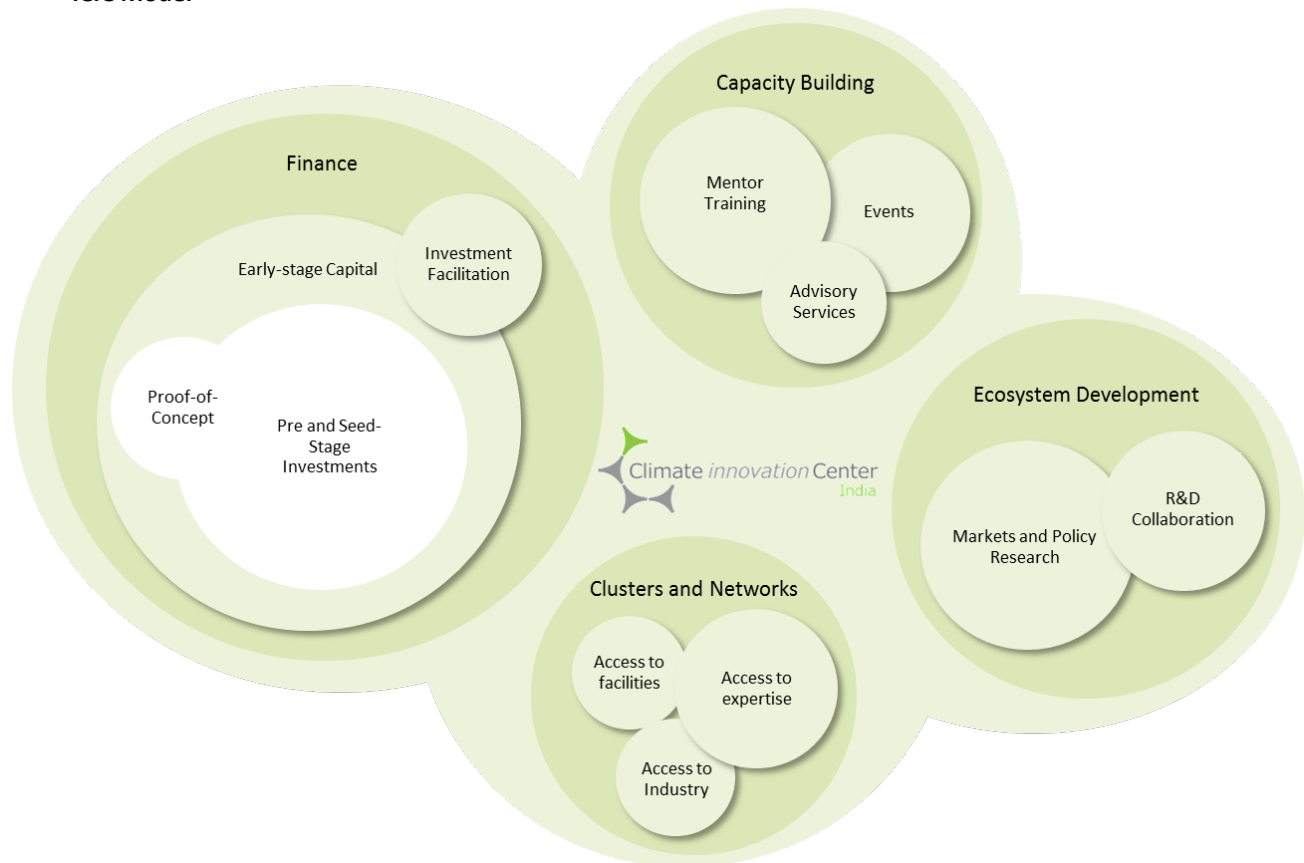 Capacity Building
Mentor
Training
Events
Advisory
Services
Finance
Early-stage Capital
Investment
Facilitation
Proof-of-
Concept
Pre and Seed-
Stage
Investments
Climate innovation Center
India
Ecosystem Development
Markets and Policy
Research
R&D
Collaboration
Clusters and Networks
Access to
facilities
Access to
expertise
Access to
Industry